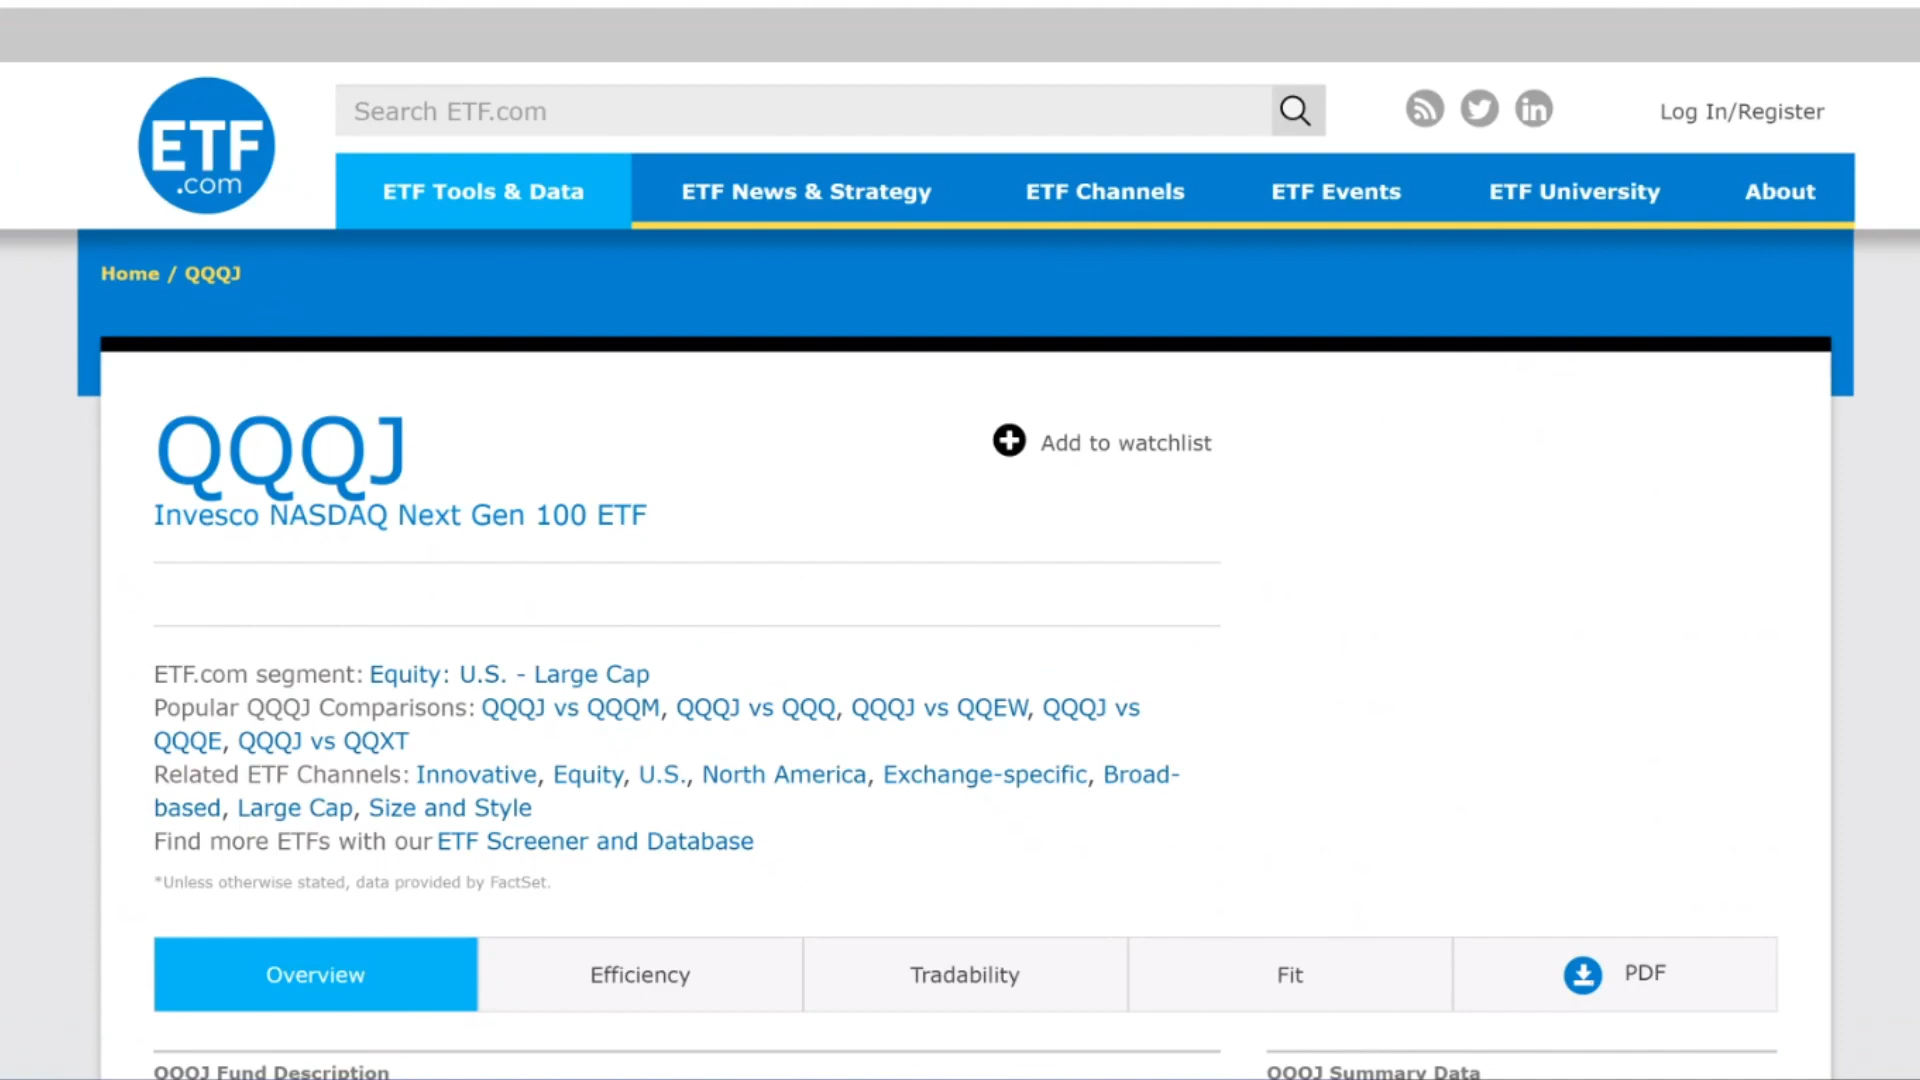 ETF
.com
Search ETF.com
Log In/Register
ETF Tools & Data
ETF News & Strategy
ETF Channels
ETF Events
ETF University
About
Home / QQQJ
QQQJ
Add to watchlist
Invesco NASDAQ Next Gen 100 ETF
ETF.com segment: Equity: U.S. - Large Cap
Popular QQQJ Comparisons: QQQJ vs QQQM, QQQJ vs QQQ, QQQJ vs QQEW, QQQJ vs
QQQE, QQQJ vs QQXT
Related ETF Channels: Innovative, Equity, U.S., North America, Exchange-specific, Broad-
based, Large Cap, Size and Style
Find more ETFs with our ETF Screener and Database
*Unless otherwise stated, data provided by FactSet.
Overview
Efficiency
Tradability
Fit
PDF
QQQJ Fund Description
QQQJ Summary Data